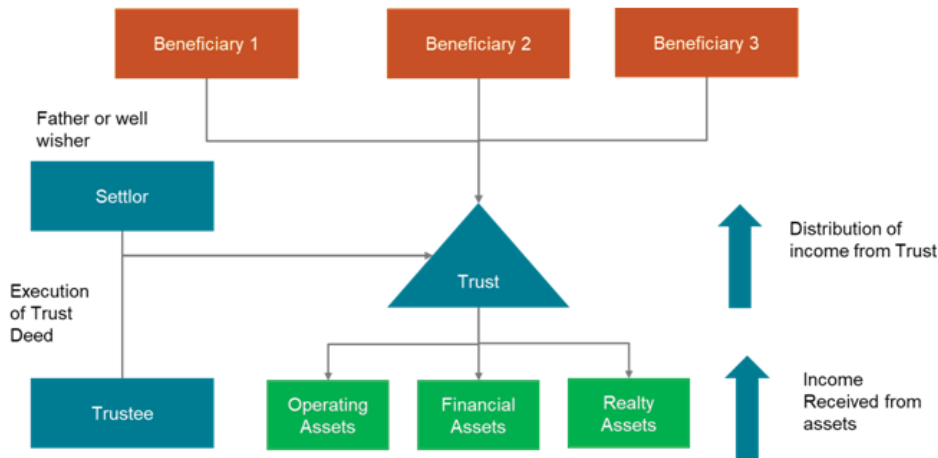 Beneficiary 1
Beneficiary 2
Beneficiary 3
Father or well
wisher
Settlor
Execution
of Trust
Deed
Trustee
Trust
Operating
Assets
Financial
Assets
Realty
Assets
Distribution of
income from Trust
Income
Received from
assets